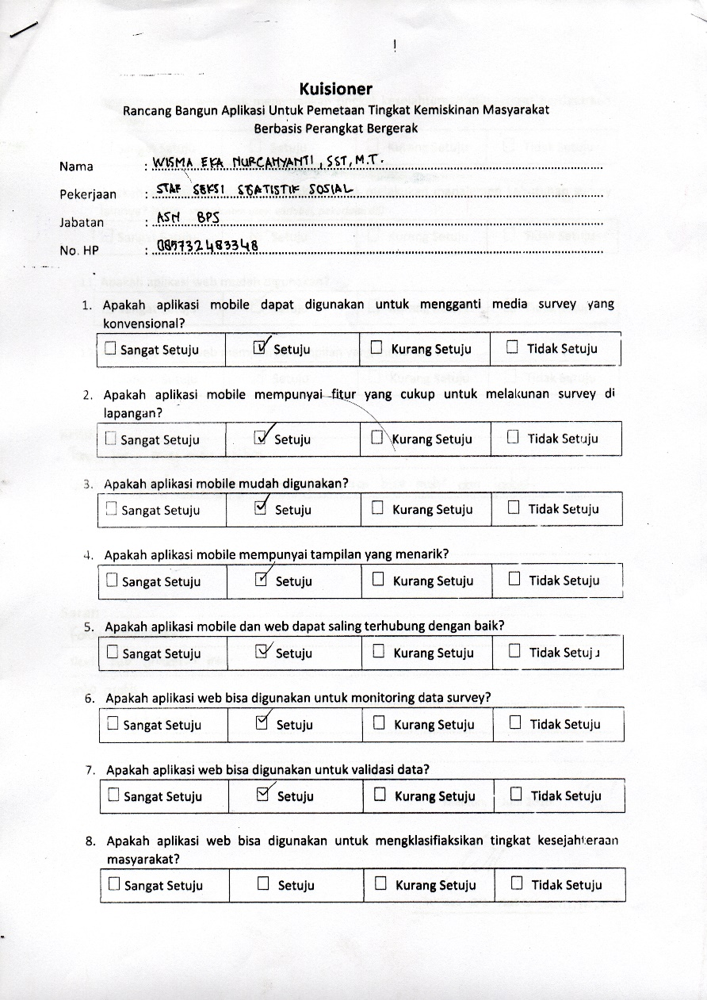 Kuisioner
Rancang Bangun Aplikasi Untuk Pemetaan Tingkat Kemiskinan Masyarakat
Berbasis Perangkat Bergerak
Nama : WISMA EKA NURCAHYANTI, SST, M.T.
Pekerjaan : STAF SEKSI STATISTIK SOSIAL
Jabatan : ASN BPS
No. HP : 085732483348
1. Apakah aplikasi mobile dapat digunakan untuk mengganti media survey yang
konvensional?
☐ Sangat Setuju ☑ Setuju ☐ Kurang Setuju ☐ Tidak Setuju
2. Apakah aplikasi mobile mempunyai fitur yang cukup untuk melakunan survey di
lapangan?
☐ Sangat Setuju ☑ Setuju ☐ Kurang Setuju ☐ Tidak Setuju
3. Apakah aplikasi mobile mudah digunakan?
☐ Sangat Setuju ☑ Setuju ☐ Kurang Setuju ☐ Tidak Setuju
4. Apakah aplikasi mobile mempunyai tampilan yang menarik?
☐ Sangat Setuju ☑ Setuju ☐ Kurang Setuju ☐ Tidak Setuju
5. Apakah aplikasi mobile dan web dapat saling terhubung dengan baik?
☐ Sangat Setuju ☑ Setuju ☐ Kurang Setuju ☐ Tidak Setuju
6. Apakah aplikasi web bisa digunakan untuk monitoring data survey?
☐ Sangat Setuju ☑ Setuju ☐ Kurang Setuju ☐ Tidak Setuju
7. Apakah aplikasi web bisa digunakan untuk validasi data?
☐ Sangat Setuju ☑ Setuju ☐ Kurang Setuju ☐ Tidak Setuju
8. Apakah aplikasi web bisa digunakan untuk mengklasifiaksikan tingkat kesejahteraan
masyarakat?
☐ Sangat Setuju ☐ Setuju ☐ Kurang Setuju ☐ Tidak Setuju